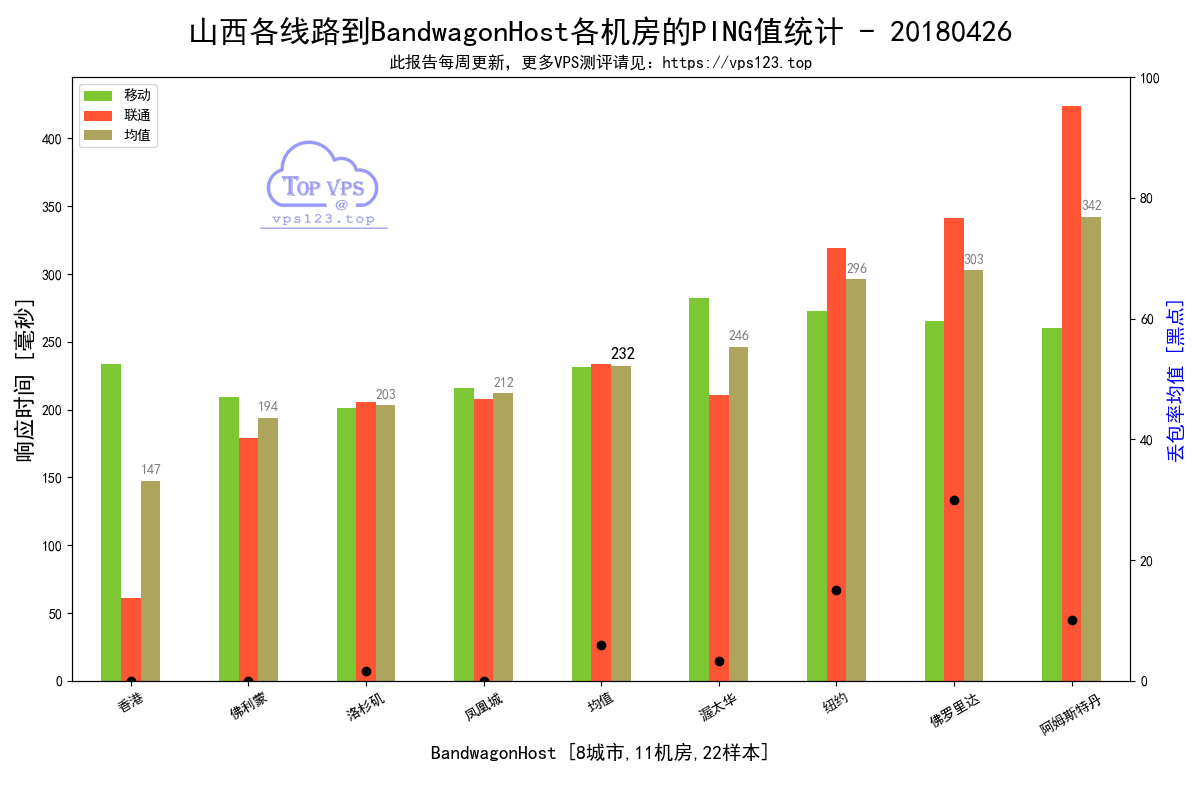 山西各线路到BandwagonHost各机房的PING值统计 - 20180426
此报告每周更新，更多VPS测评请见：https://vps123.top
移动
联通
均值
TOP VPS
@
vps123.top
响应时间 [毫秒]
400
350
300
250
200
150
100
50
0
147
194
203
212
232
246
296
303
342
100
80
60
40
20
0
丢包率均值 [黑点]
香港
佛利蒙
洛杉矶
凤凰城
均值
渥太华
纽约
佛罗里达
阿姆斯特丹
BandwagonHost [8城市,11机房,22样本]